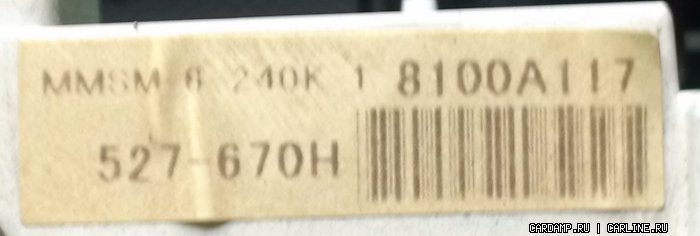 MMSM-6 240K 1 8100A117
527-670H
CARDAMP.RU | CARLINE.RU